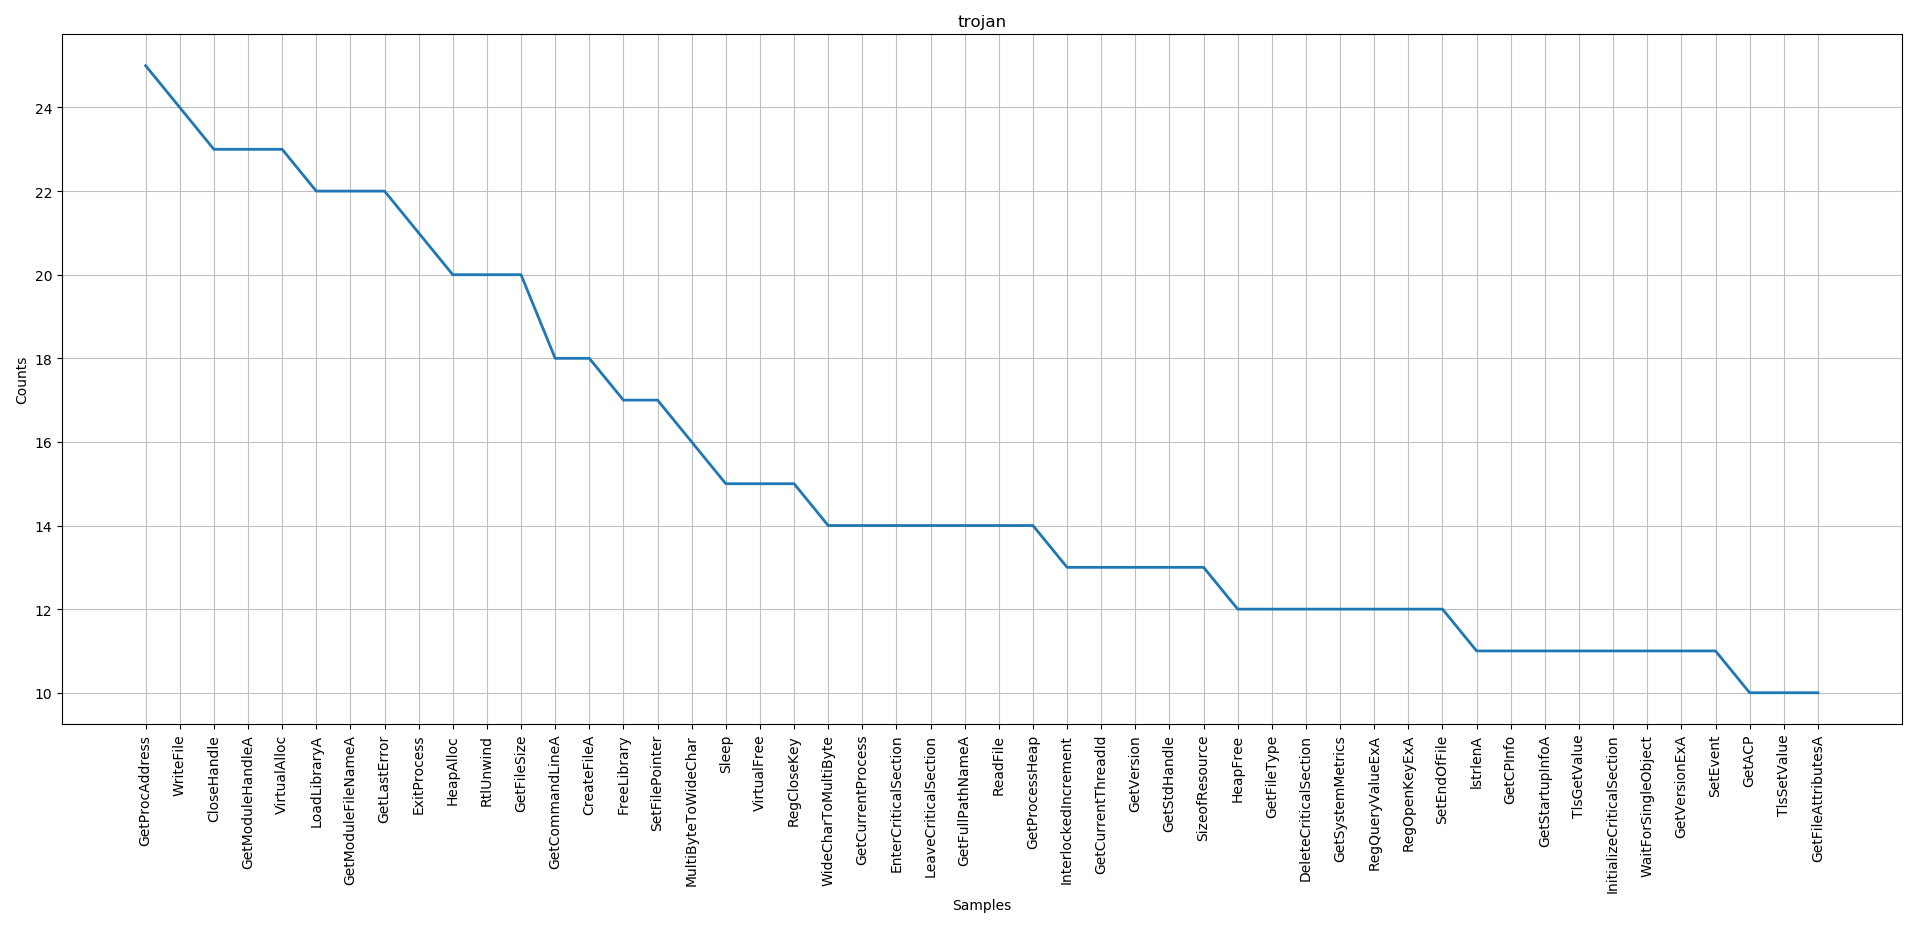 trojan
24
22
20
18
16
14
12
10
Counts
GetProcAddress
WriteFile
CloseHandle
GetModuleHandleA
VirtualAlloc
LoadLibraryA
GetModuleFileNameA
GetLastError
ExitProcess
HeapAlloc
RtlUnwind
GetFileSize
GetCommandLineA
CreateFileA
FreeLibrary
SetFilePointer
MultiByteToWideChar
Sleep
VirtualFree
RegCloseKey
WideCharToMultiByte
GetCurrentProcess
EnterCriticalSection
LeaveCriticalSection
GetFullPathNameA
ReadFile
GetProcessHeap
InterlockedIncrement
GetCurrentThreadId
GetVersion
GetStdHandle
SizeofResource
HeapFree
GetFileType
DeleteCriticalSection
GetSystemMetrics
RegQueryValueExA
RegOpenKeyExA
SetEndOfFile
lstrlenA
GetCPInfo
GetStartupInfoA
TlsGetValue
InitializeCriticalSection
WaitForSingleObject
GetVersionExA
SetEvent
GetACP
TlsSetValue
GetFileAttributesA
Samples